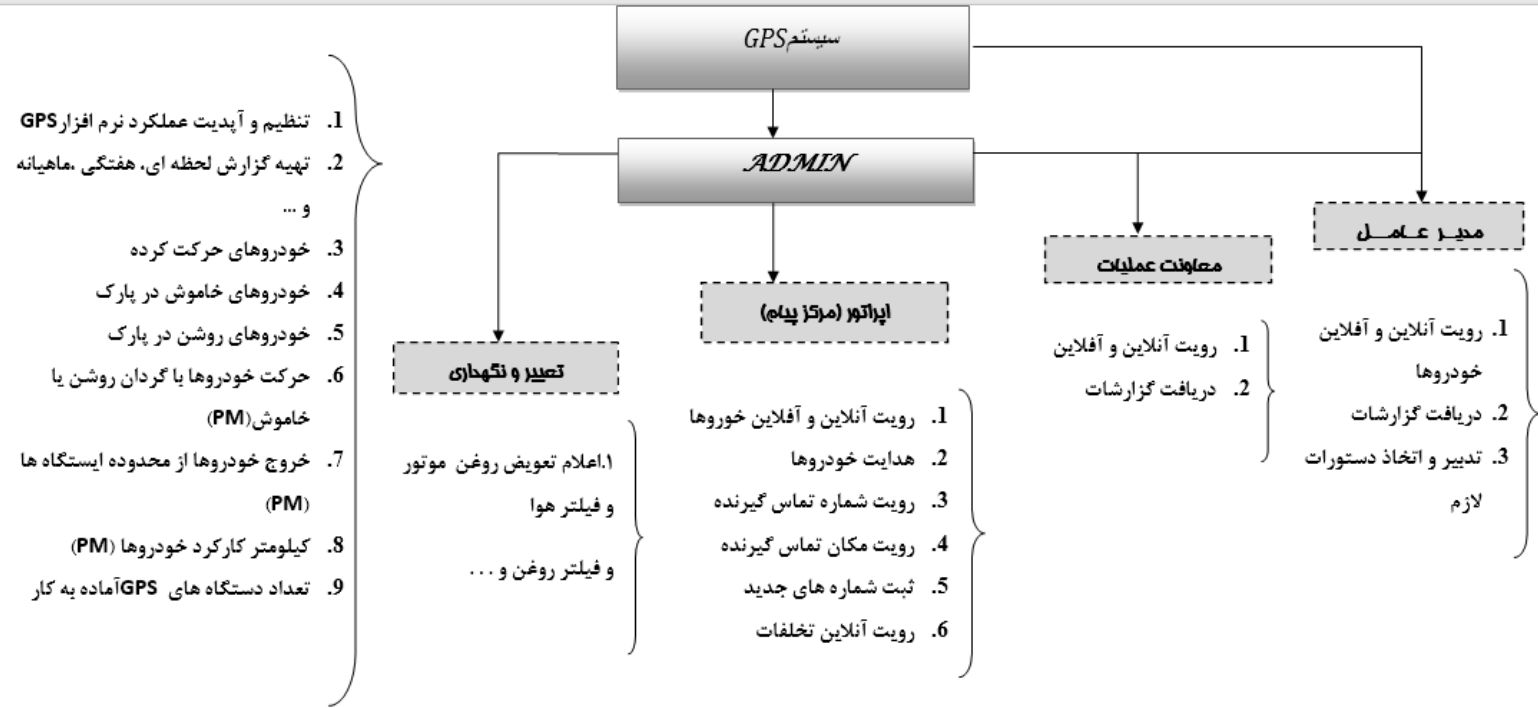 سیستم GPS
ADMIN
مدیـر عـامـل
معاونت عملیات
اپراتور (مرکز پیام)
تعمیر و نگهداری
1. رویت آنلاین و آفلاین
خودروها
2. دریافت گزارشات
3. تدبیر و اتخاذ دستورات
لازم
1. رویت آنلاین و آفلاین
2. دریافت گزارشات
1. رویت آنلاین و آفلاین خوروها
2. هدایت خودروها
3. رویت شماره تماس گیرنده
4. رویت مکان تماس گیرنده
5. ثبت شماره های جدید
6. رویت آنلاین تخلفات
۱.اعلام تعویض روغن موتور
و فیلتر هوا
و فیلتر روغن و . . .
1. تنظیم و آپدیت عملکرد نرم افزارGPS
2. تهیه گزارش لحظه ای، هفتگی ،ماهیانه
و ...
3. خودروهای حرکت کرده
4. خودروهای خاموش در پارک
5. خودروهای روشن در پارک
6. حرکت خودروها با گردان روشن یا
خاموش(PM)
7. خروج خودروها از محدوده ایستگاه ها
(PM)
8. کیلومتر کارکرد خودروها (PM)
9. تعداد دستگاه های GPSآماده به کار